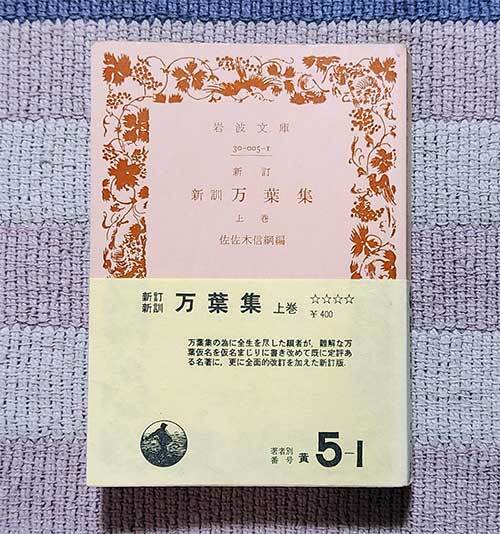 岩波文庫
30-005-1
新訂
新訓 万葉集
上巻
佐佐木信綱編
新訂
新訓 万葉集 上巻 ☆☆☆☆
¥400
万葉集の為に全生を尽した編者が，難解な万
葉仮名を仮名まじりに書き改めて既に定評あ
る名著に，更に全面的改訂を加えた新訂版.
著者別
番号 黄 5-1